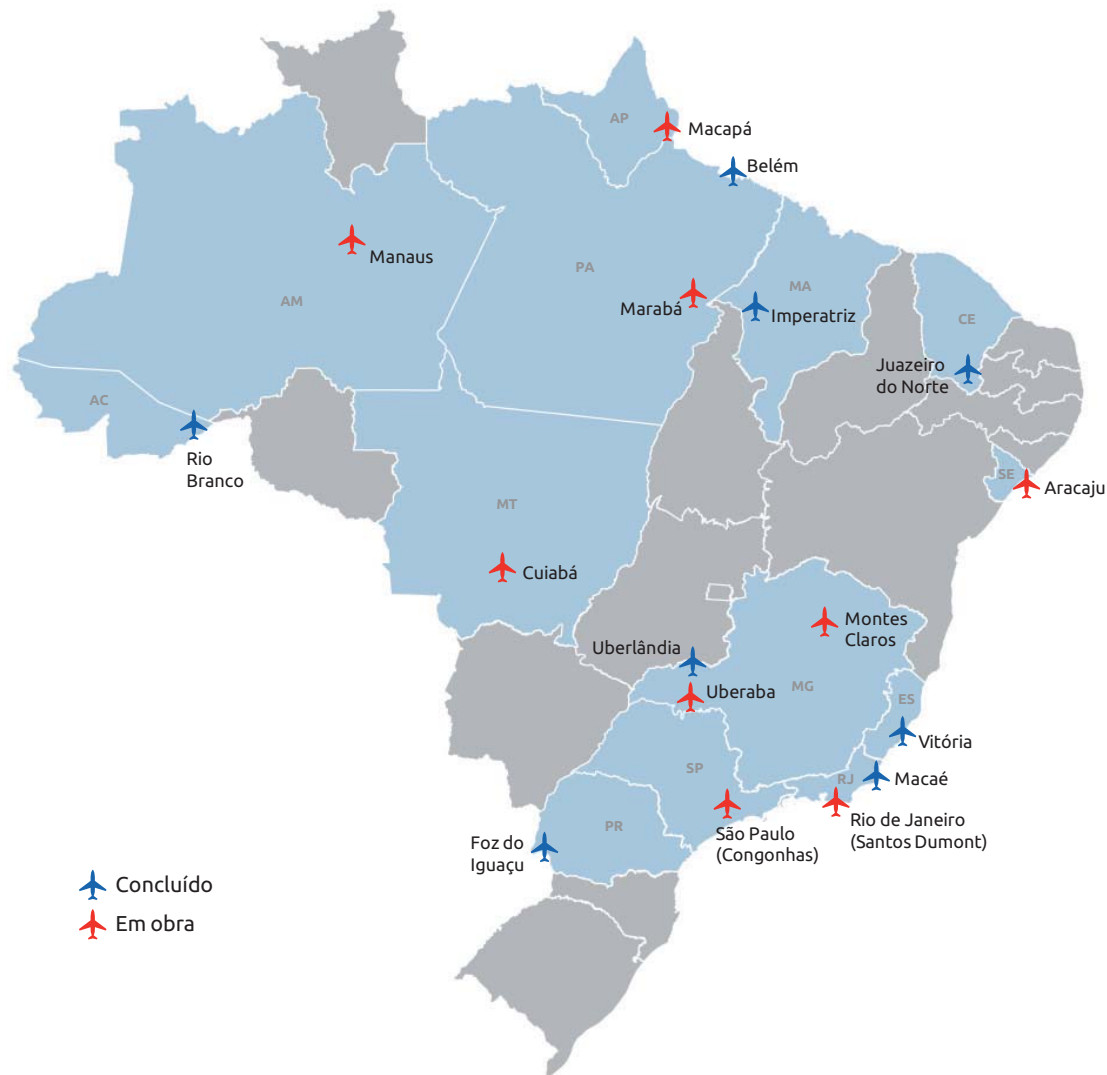 AP
Macapá
Belém
Manaus
PA
AM
Marabá
MA
Imperatriz
CE
Juazeiro
do Norte
AC
Rio
Branco
SE
Aracaju
MT
Cuiabá
Montes
Claros
Uberlândia
Uberaba
MG
ES
Vitória
SP
RJ
Macaé
PR
São Paulo
(Congonhas)
Rio de Janeiro
(Santos Dumont)
Foz do
Iguaçu
Concluído
Em obra